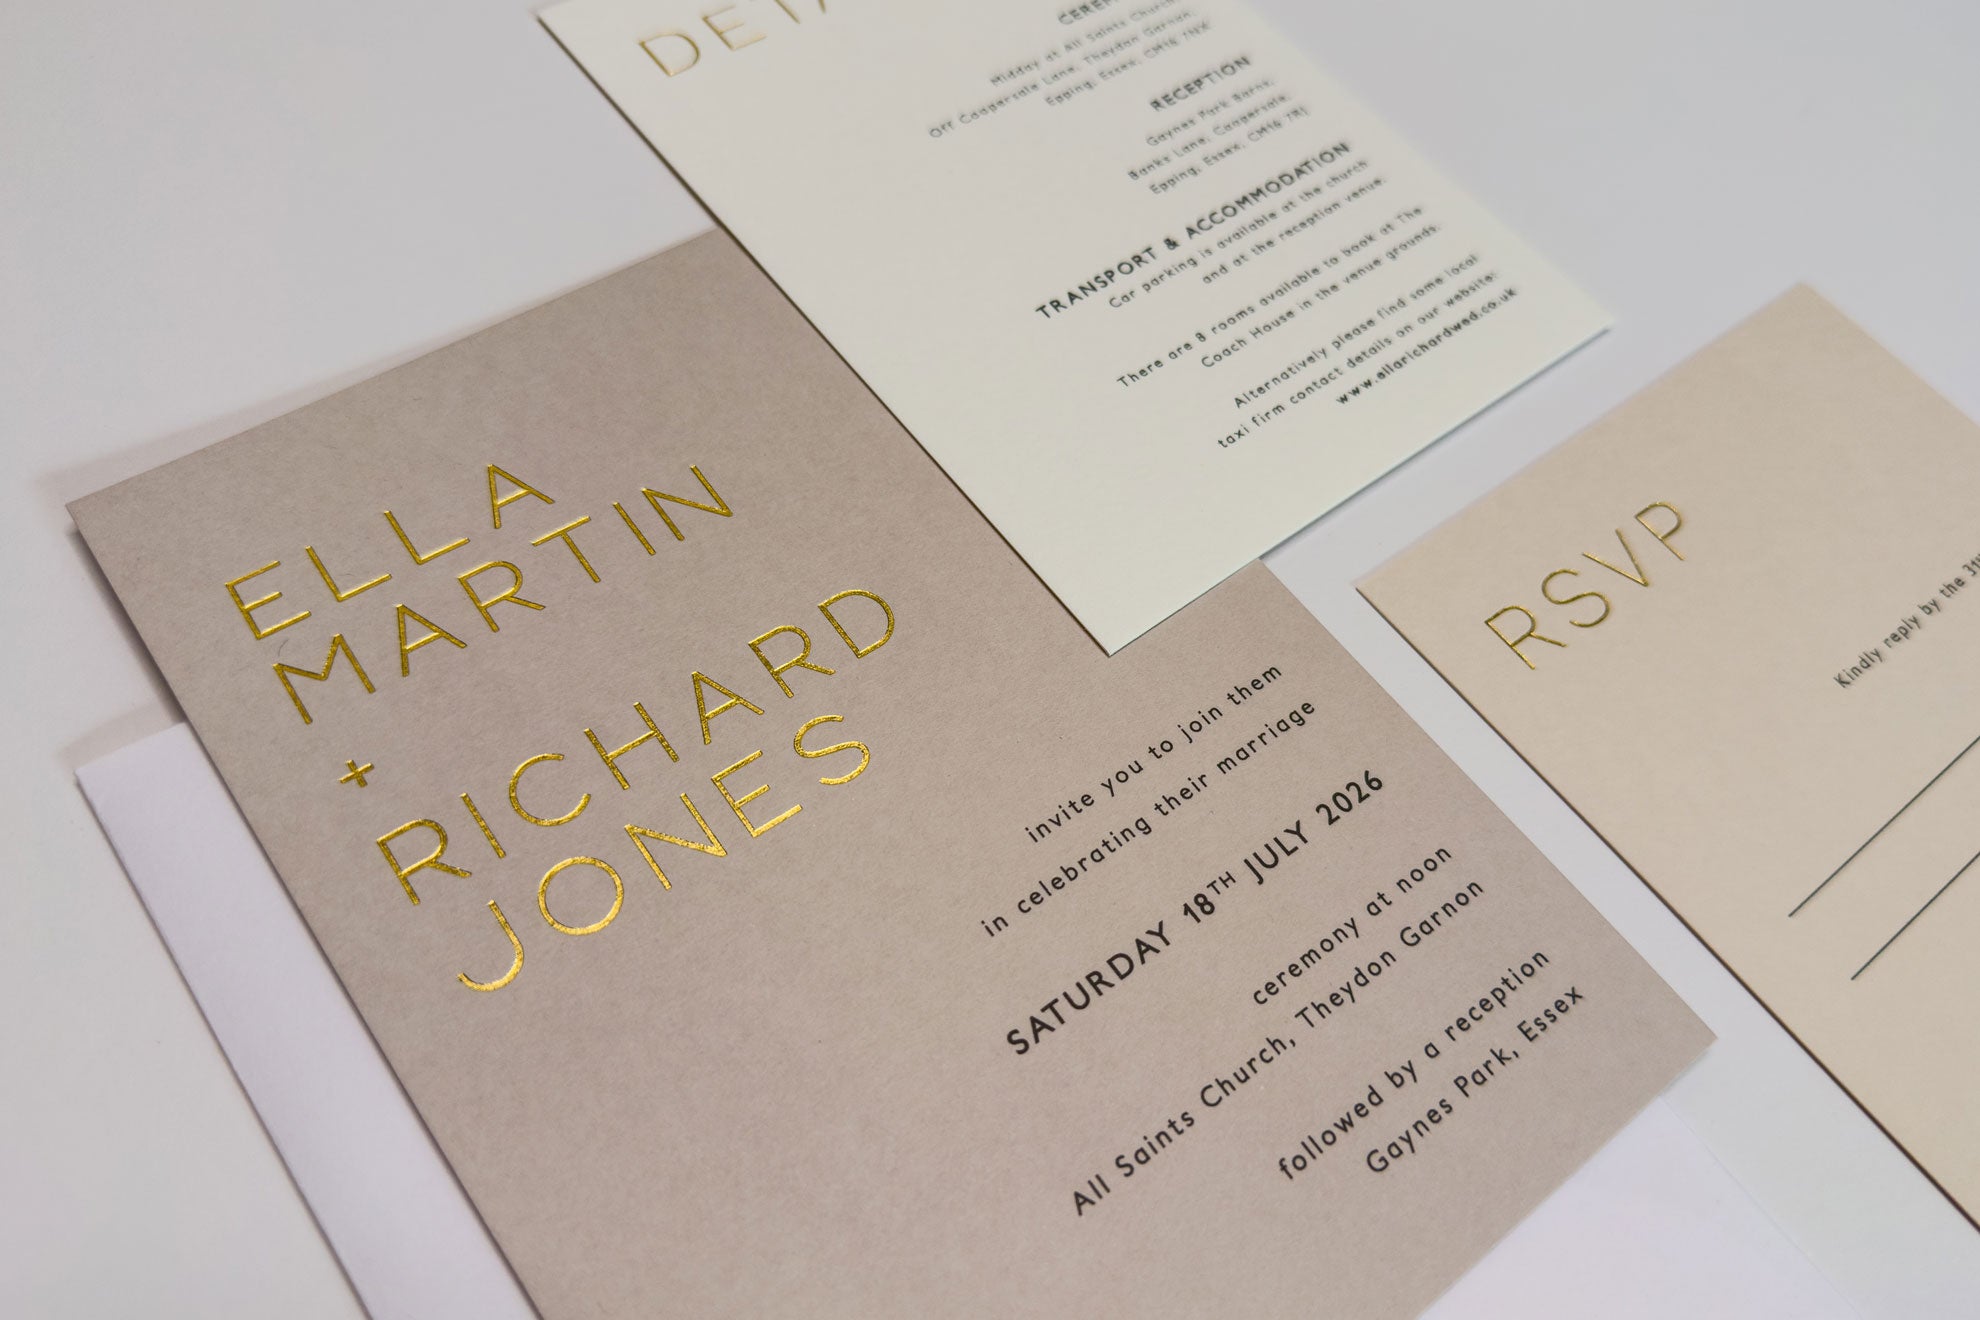 DETA
CEREM
Midday at All Saints Church,
Off Coopersale Lane, Theydon Garnon,
Epping, Essex, CM16 7NX
RECEPTION
Gaynes Park Barns,
Banks Lane, Coopersale,
Epping, Essex, CM16 7RJ
TRANSPORT & ACCOMMODATION
Car parking is available at the church
and at the reception venue.
There are 8 rooms available to book at The
Coach House in the venue grounds.
Alternatively please find some local
taxi firm contact details on our website:
www.ellarichardwed.co.uk
ELLA
MARTIN
+
RICHARD
JONES
invite you to join them
in celebrating their marriage
SATURDAY 18TH JULY 2026
ceremony at noon
All Saints Church, Theydon Garnon
followed by a reception
Gaynes Park, Essex
RSVP
Kindly reply by the 31